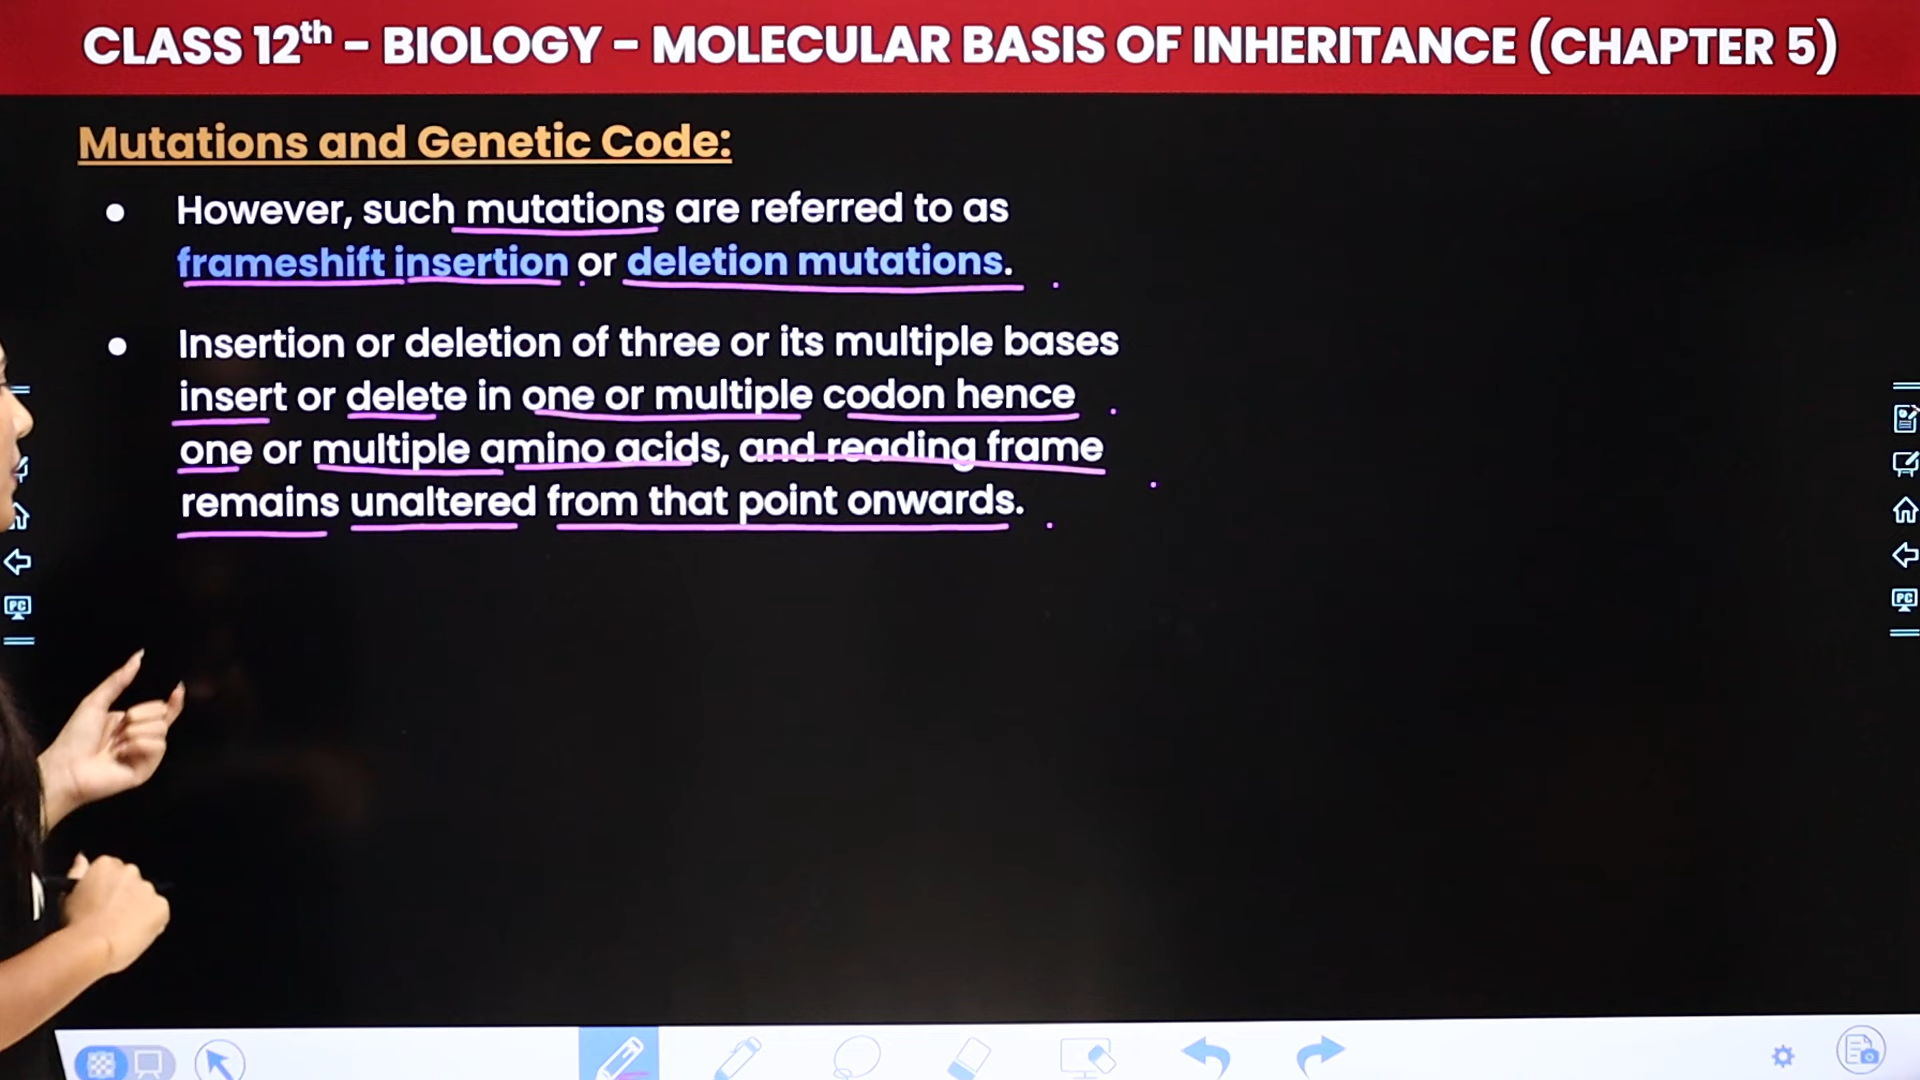 CLASS 12th - BIOLOGY - MOLECULAR BASIS OF INHERITANCE (CHAPTER 5)
Mutations and Genetic Code:
● However, such mutations are referred to as
frameshift insertion or deletion mutations.
● Insertion or deletion of three or its multiple bases
insert or delete in one or multiple codon hence
one or multiple amino acids, and reading frame
remains unaltered from that point onwards.
PC
PC